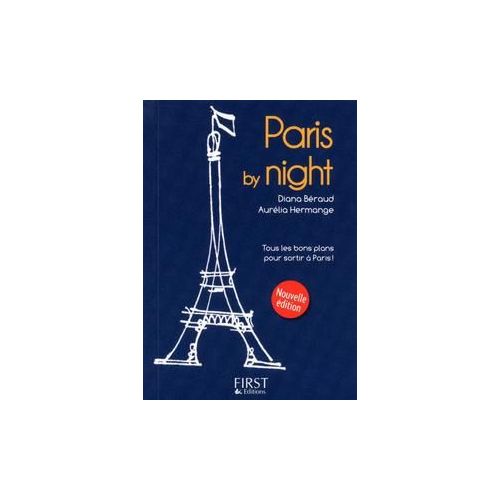 Paris
by night
Diana Béraud
Aurélia Hermange
Tous les bons plans
pour sortir à Paris !
Nouvelle
édition
FIRST
Editions